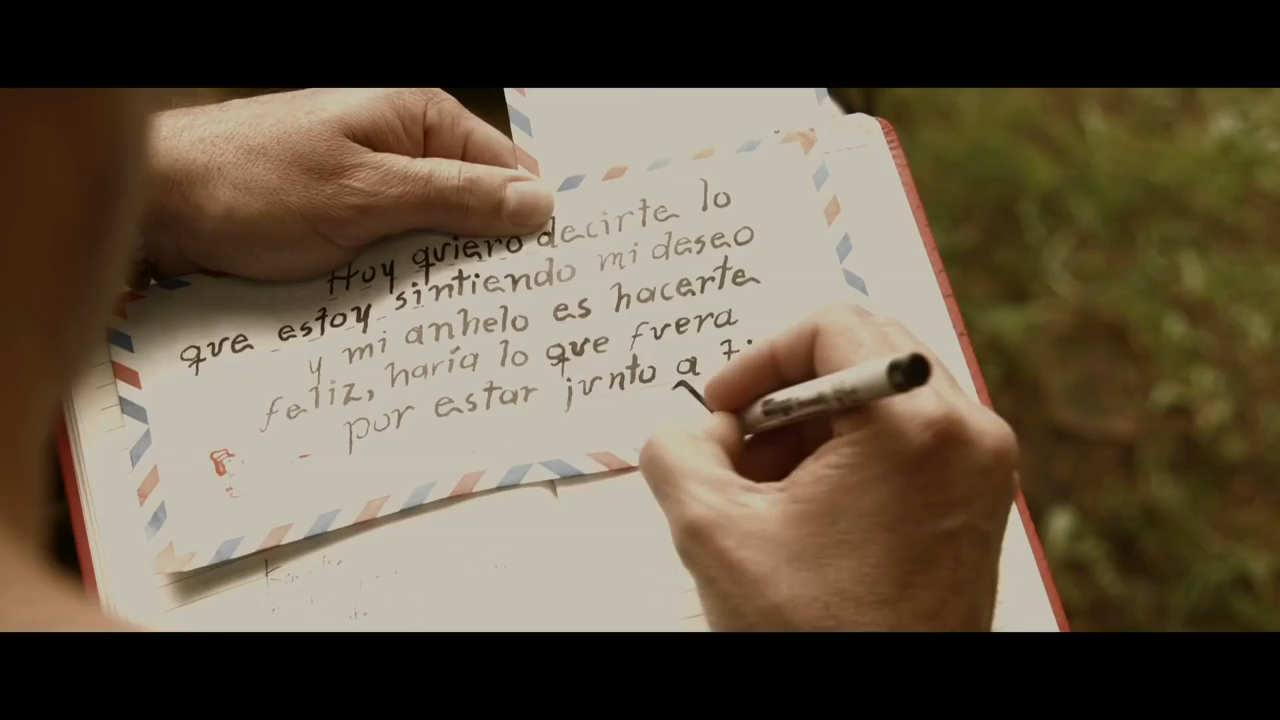 Hoy quiero decirte lo
que estoy sintiendo mi deseo
y mi anhelo es hacerte
feliz, haría lo que fuera
por estar junto a